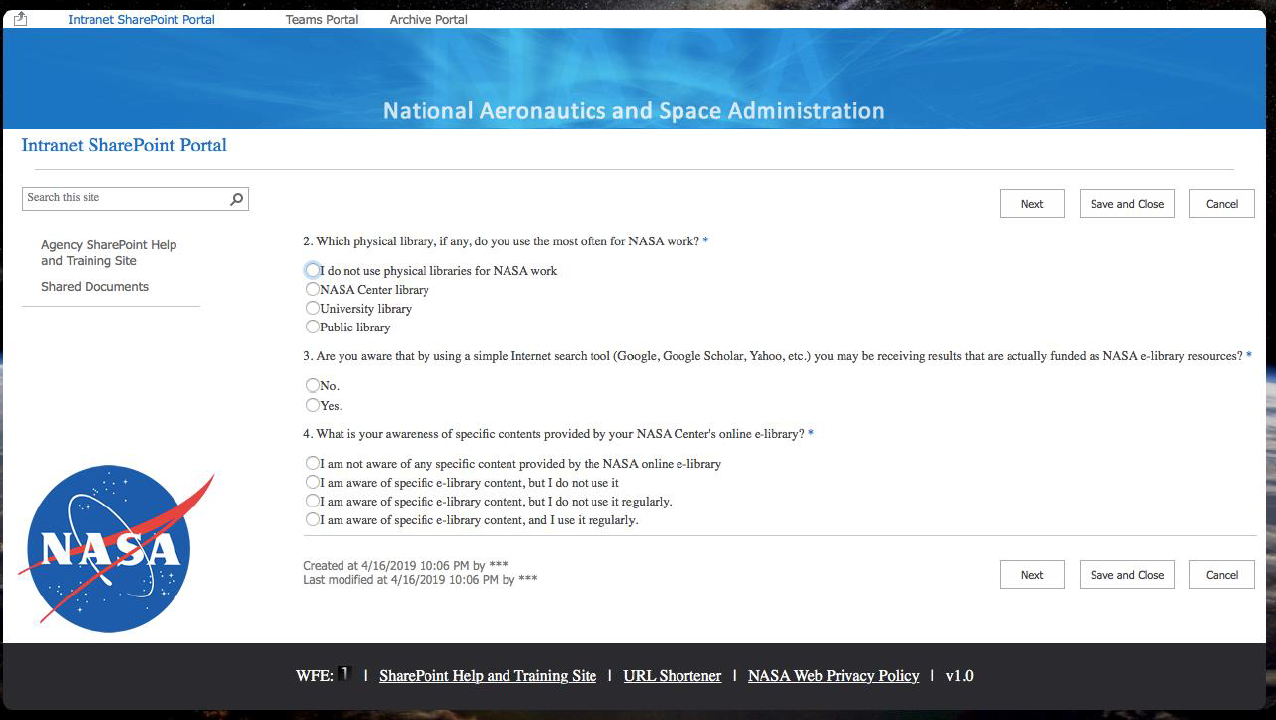 Intranet SharePoint Portal Teams Portal Archive Portal
NASA
National Aeronautics and Space Administration
Intranet SharePoint Portal
Search this site
Next Save and Close Cancel
Agency SharePoint Help
and Training Site
Shared Documents
2. Which physical library, if any, do you use the most often for NASA work? *
I do not use physical libraries for NASA work
NASA Center library
University library
Public library
3. Are you aware that by using a simple Internet search tool (Google, Google Scholar, Yahoo, etc.) you may be receiving results that are actually funded as NASA e-library resources? *
No.
Yes.
4. What is your awareness of specific contents provided by your NASA Center's online e-library? *
I am not aware of any specific content provided by the NASA online e-library
I am aware of specific e-library content, but I do not use it
I am aware of specific e-library content, but I do not use it regularly.
I am aware of specific e-library content, and I use it regularly.
NASA
Created at 4/16/2019 10:06 PM by ***
Last modified at 4/16/2019 10:06 PM by ***
Next Save and Close Cancel
WFE: 1 | SharePoint Help and Training Site | URL Shortener | NASA Web Privacy Policy | v1.0